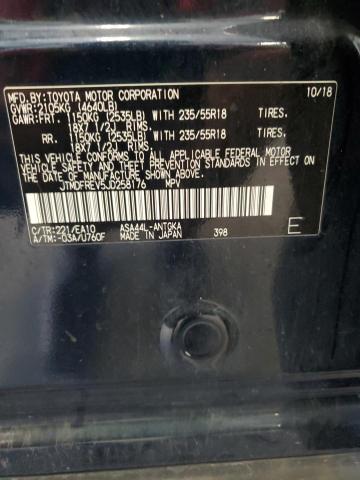 MFD.BY:TOYOTA MOTOR CORPORATION 10/18
GVWR:2105KG (4640LB)
GAWR:FRT. 1150KG (2535LB) WITH 235/55R18 TIRES.
18X7 1/2J RIMS.
RR. 1150KG (2535LB) WITH 235/55R18 TIRES.
18X7 1/2J RIMS.
THIS VEHICLE CONFORMS TO ALL APPLICABLE FEDERAL MOTOR
VEHICLE SAFETY, BUMPER, AND THEFT PREVENTION STANDARDS IN
EFFECT ON THE DATE OF MANUFACTURE SHOWN ABOVE.
JTMDFREV5JD258176 MPV
C/TR:221/EA10 ASA44L-ANTGKA
A/TM:-03A/U760F MADE IN JAPAN 398 E